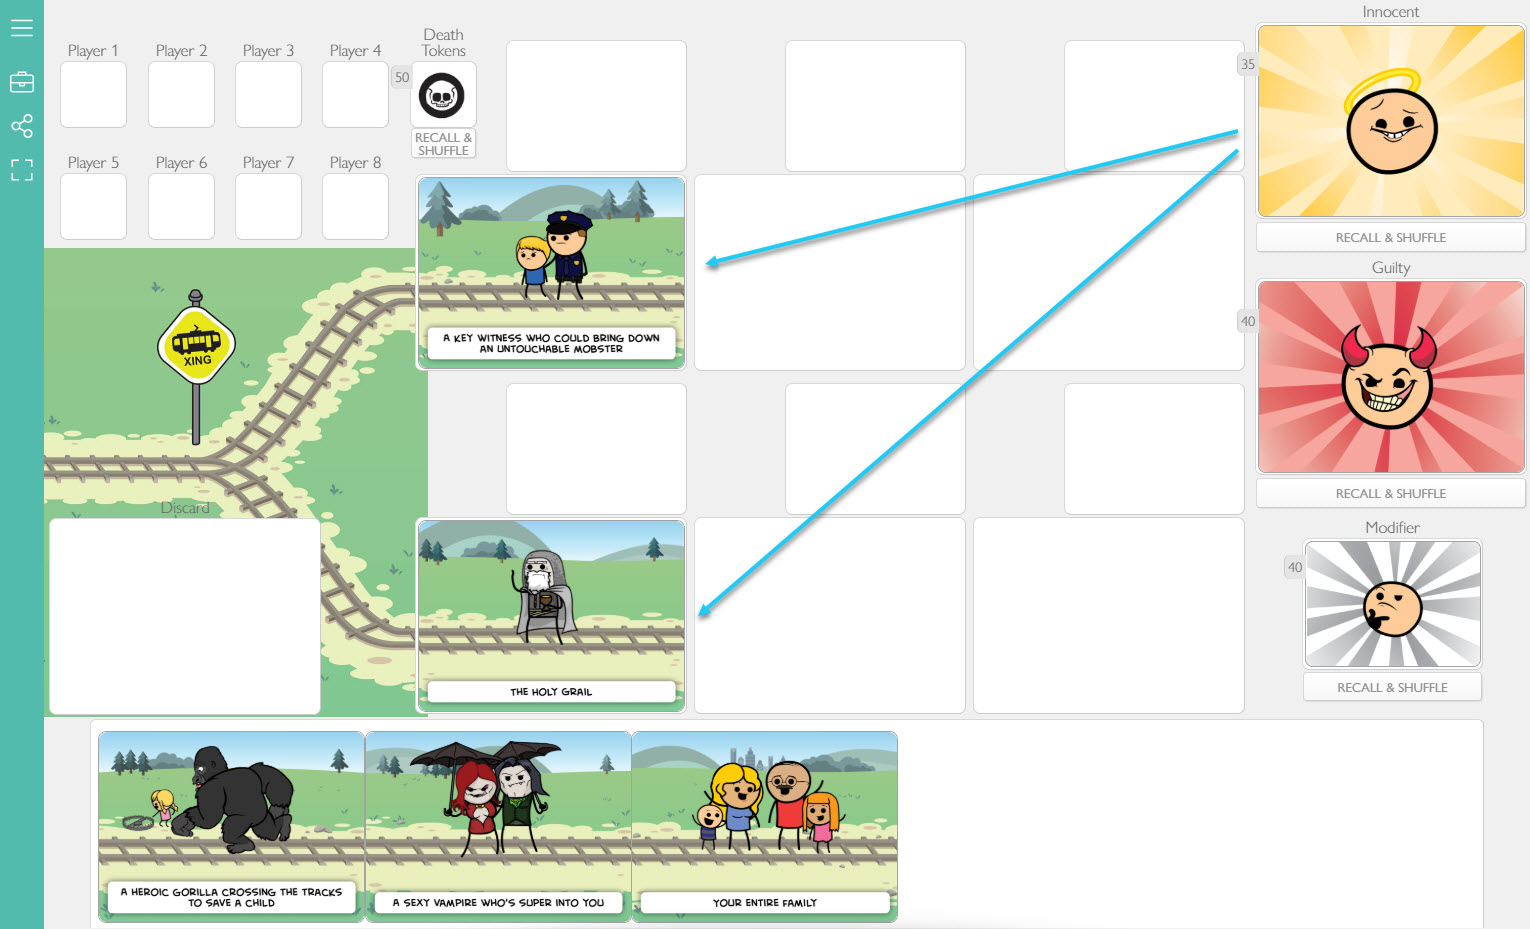 Innocent
Death
Tokens
Player 1
Player 2
Player 3
Player 4
50
35
RECALL &
SHUFFLE
Player 5
Player 6
Player 7
Player 8
RECALL & SHUFFLE
Guilty
40
A KEY WITNESS WHO COULD BRING DOWN
AN UNTOUCHABLE MOBSTER
XING
RECALL & SHUFFLE
Discard
Modifier
40
THE HOLY GRAIL
RECALL & SHUFFLE
A HEROIC GORILLA CROSSING THE TRACKS
TO SAVE A CHILD
A SEXY VAMPIRE WHO'S SUPER INTO YOU
YOUR ENTIRE FAMILY